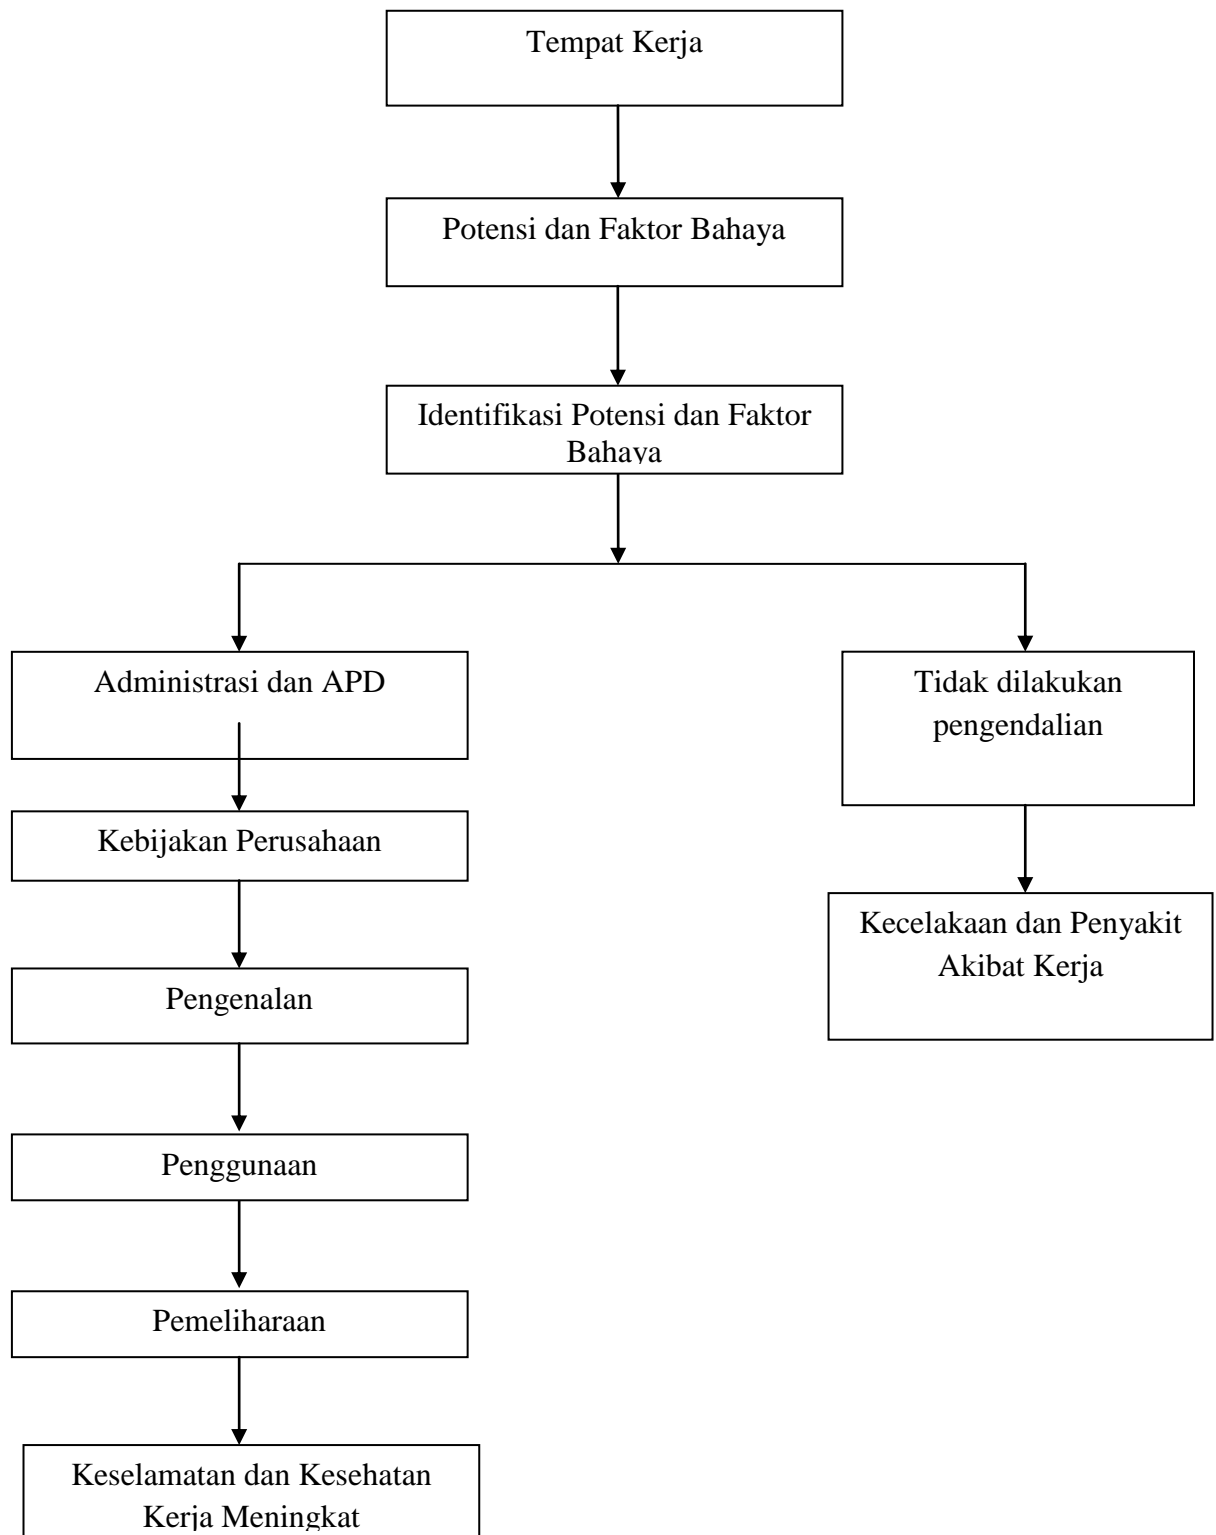 Tempat Kerja
Potensi dan Faktor Bahaya
Identifikasi Potensi dan Faktor
Bahaya
Administrasi dan APD
Kebijakan Perusahaan
Pengenalan
Penggunaan
Pemeliharaan
Keselamatan dan Kesehatan
Kerja Meningkat
Tidak dilakukan
pengendalian
Kecelakaan dan Penyakit
Akibat Kerja